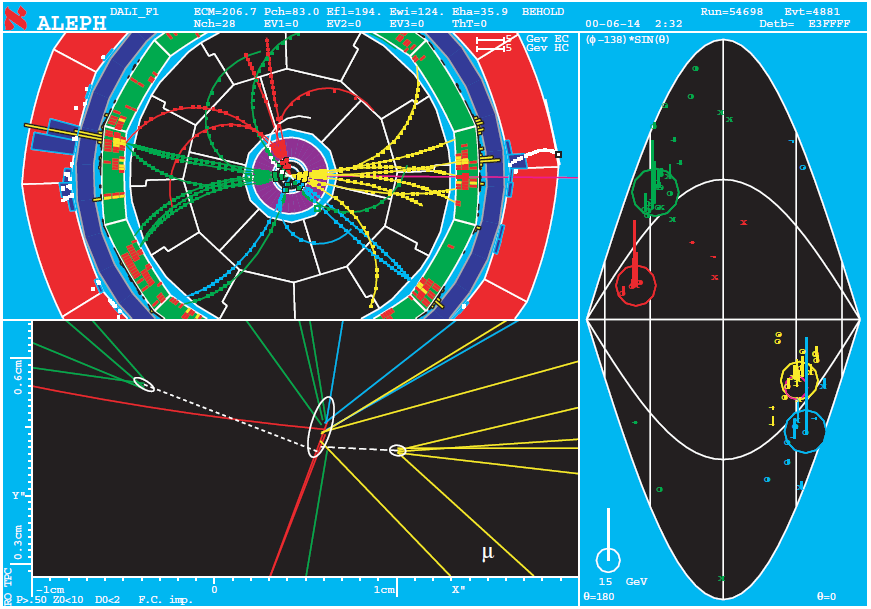 ALEPH DALI_F1 ECM=206.7 Pch=83.0 Efl=194. Ewi=124. Eha=35.9 BEHOLD
Nch=28 EV1=0 EV2=0 EV3=0 ThT=0 00-06-14 2:32
Run=54698 Evt=4881
Detb= E3FFFF
5 Gev EC
5 Gev HC
(ϕ-138)*SIN(θ)
0.6cm
Y"
0.3cm
μ
15 GeV
θ=180 θ=0
-1cm 0 1cm X"
RO TPC
P>.50 Z0<10 D0<2 F.C. imp.